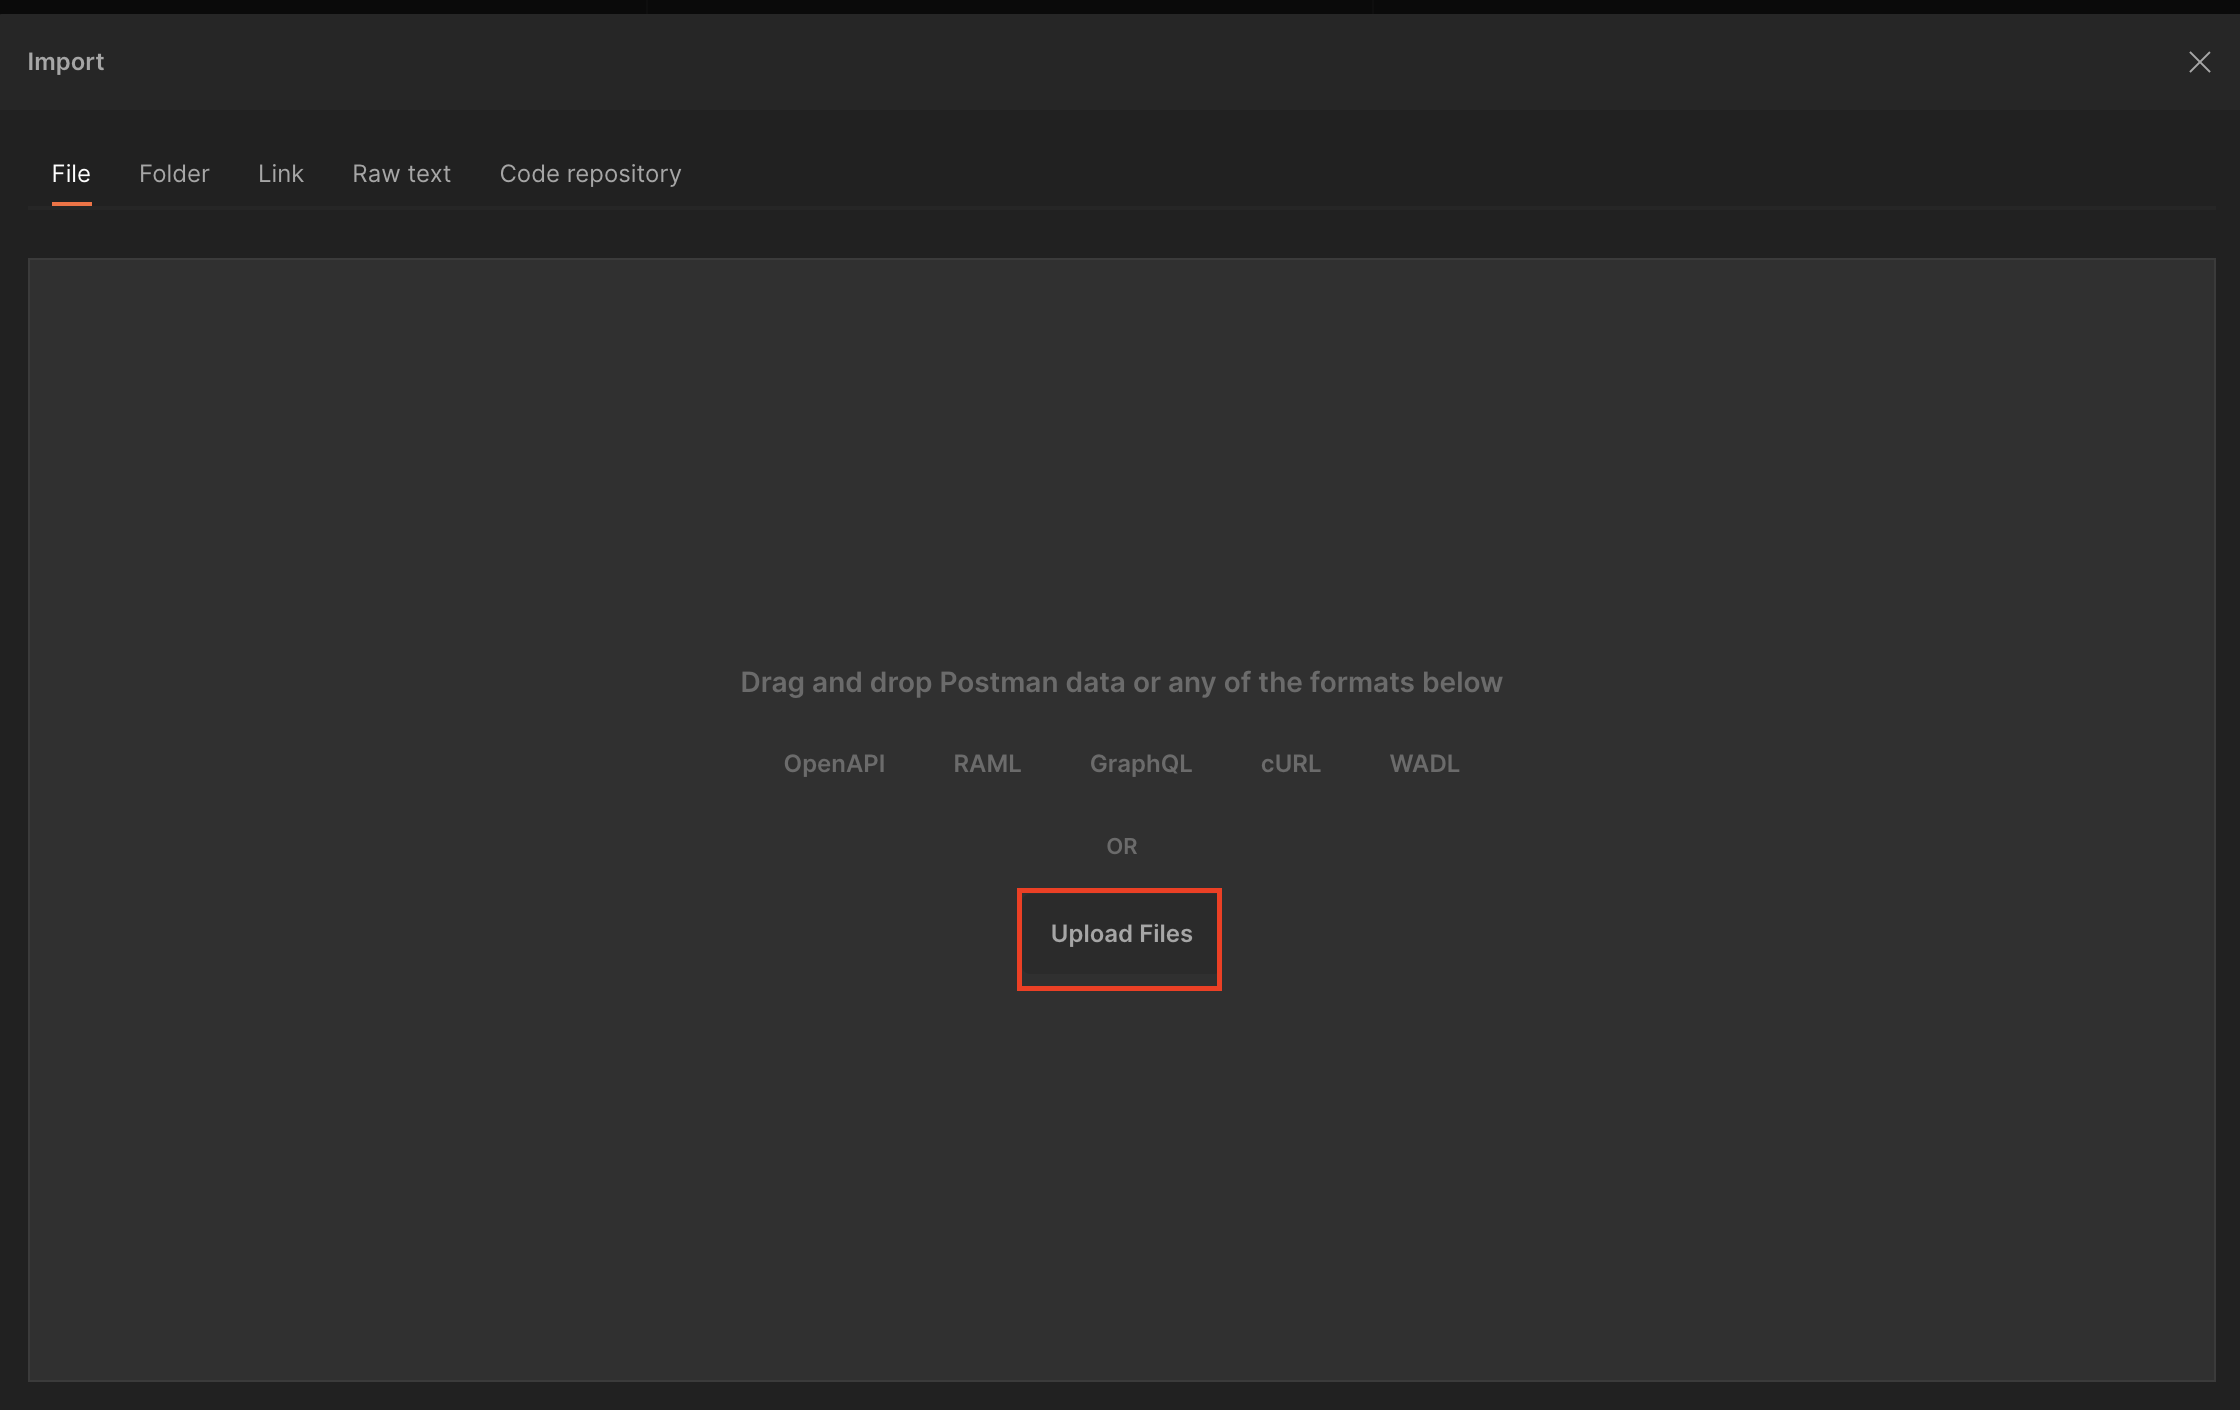 Import
File Folder Link Raw text Code repository
Drag and drop Postman data or any of the formats below
OpenAPI RAML GraphQL cURL WADL
OR
Upload Files